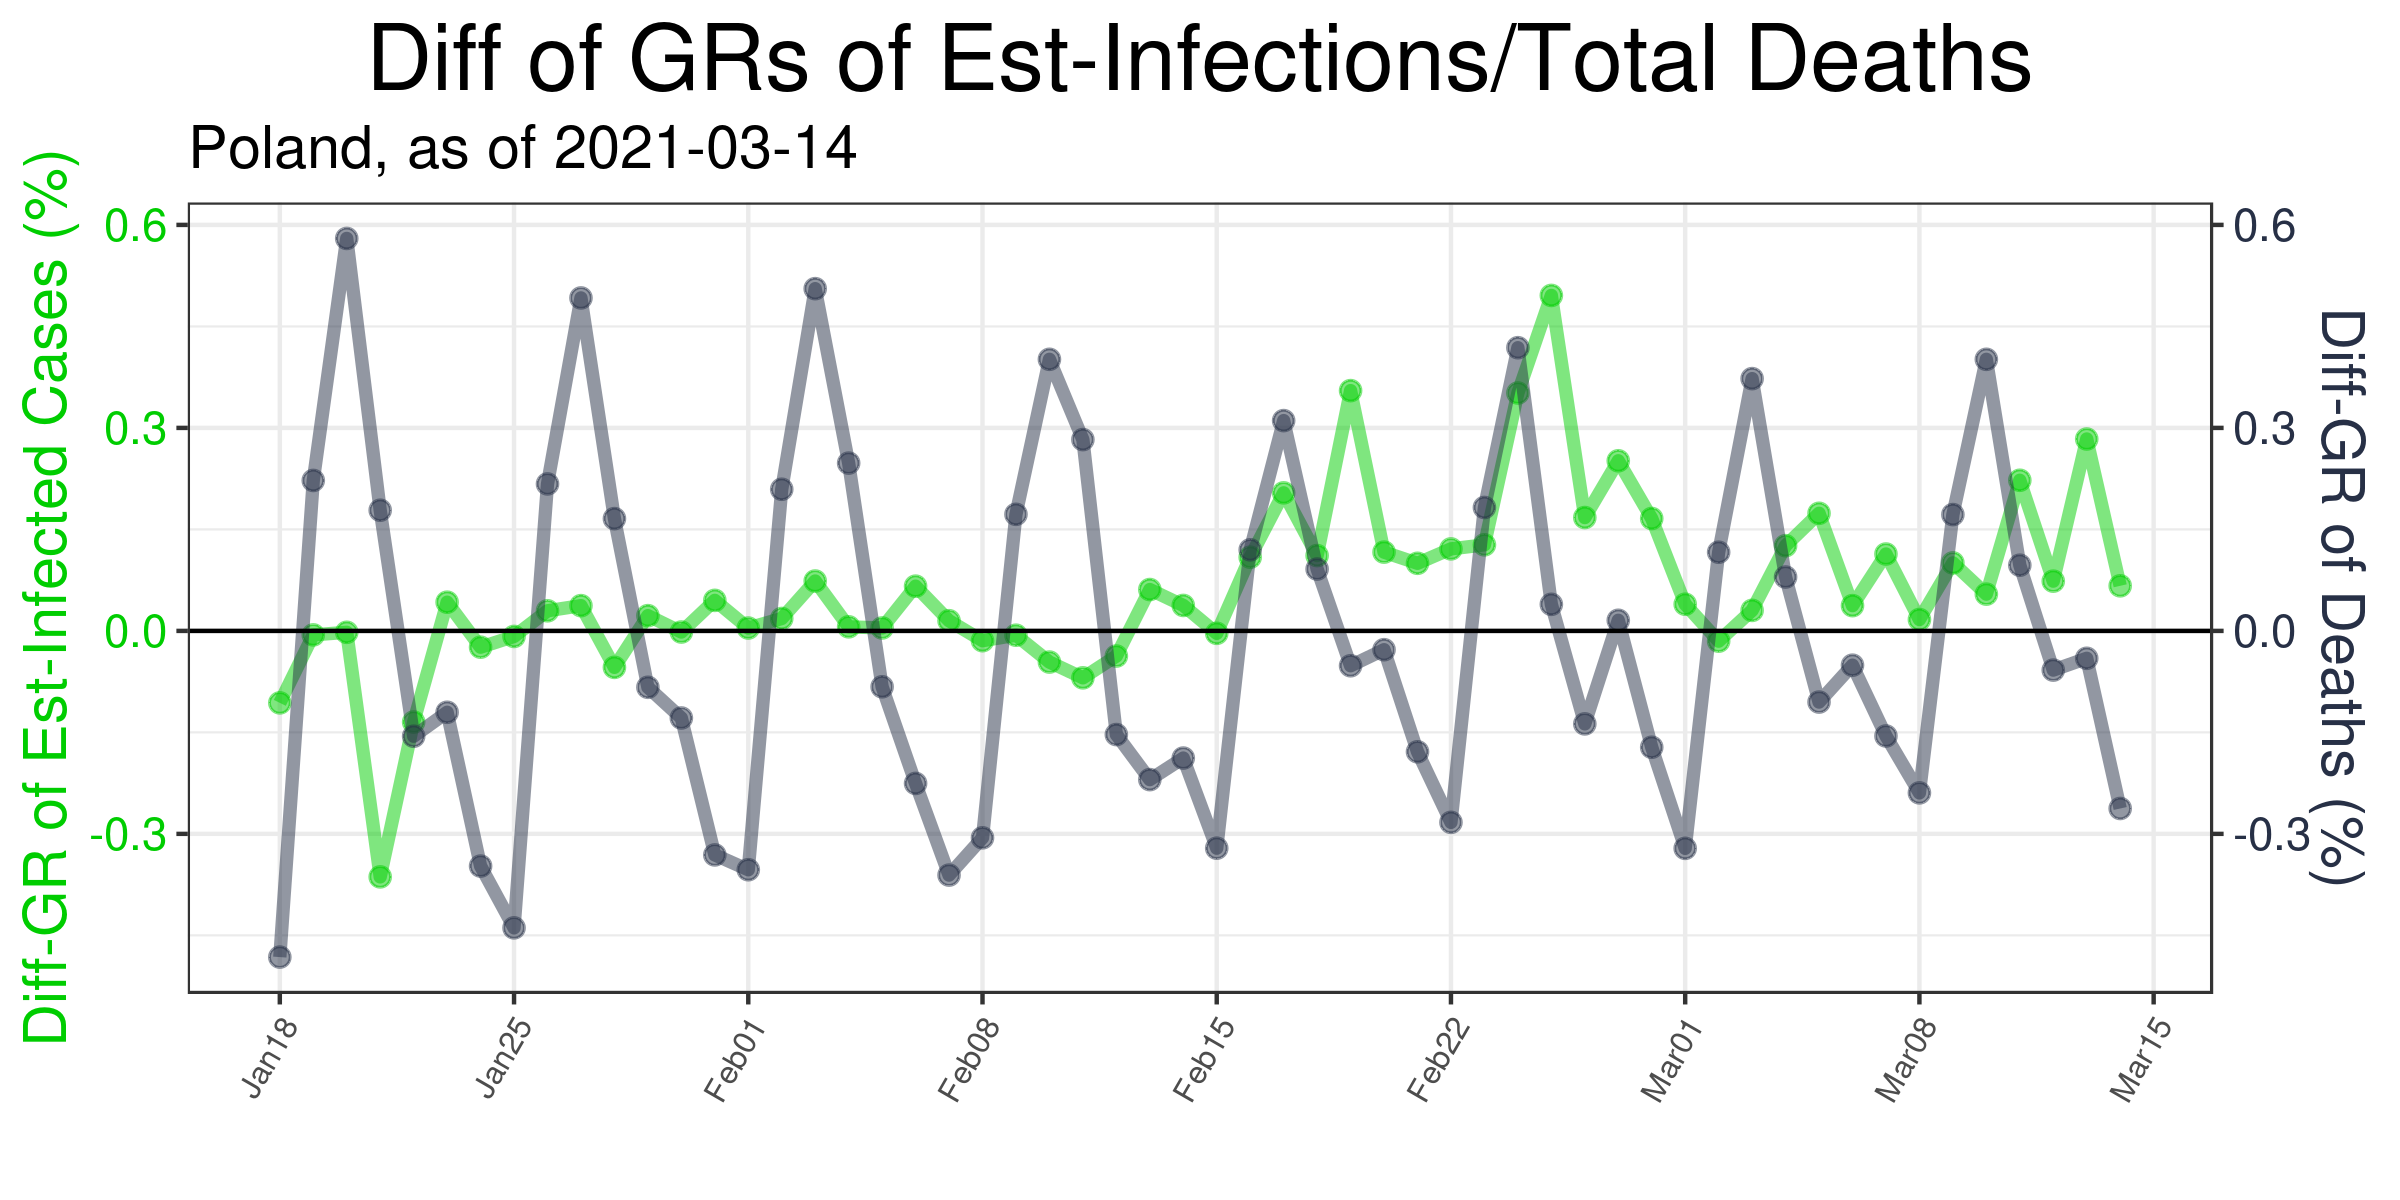 Diff of GRs of Est-Infections/Total Deaths
Poland, as of 2021-03-14
Diff-GR of Est-Infected Cases (%)
0.6
0.3
0.0
-0.3
0.6
0.3
0.0
-0.3
Diff-GR of Deaths (%)
Jan18
Jan25
Feb01
Feb08
Feb15
Feb22
Mar01
Mar08
Mar15